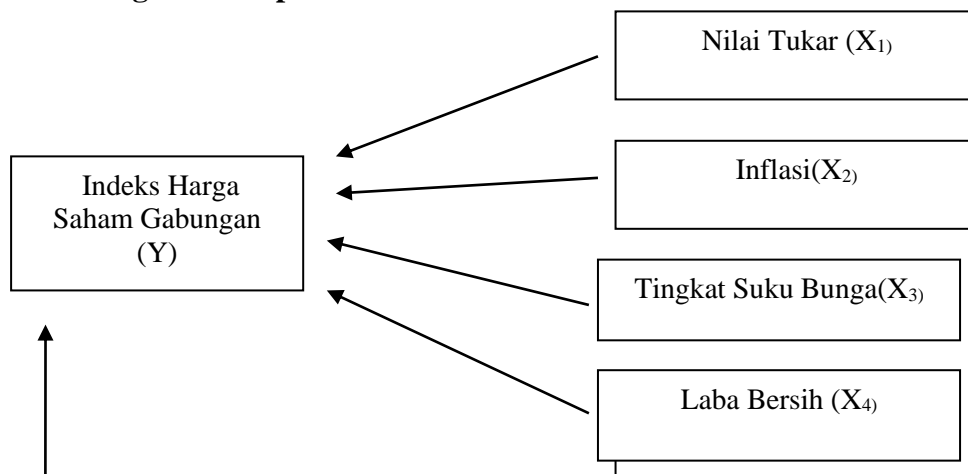 Nilai Tukar (X₁)
Inflasi(X₂)
Indeks Harga
Saham Gabungan
(Y)
Tingkat Suku Bunga(X₃)
Laba Bersih (X₄)